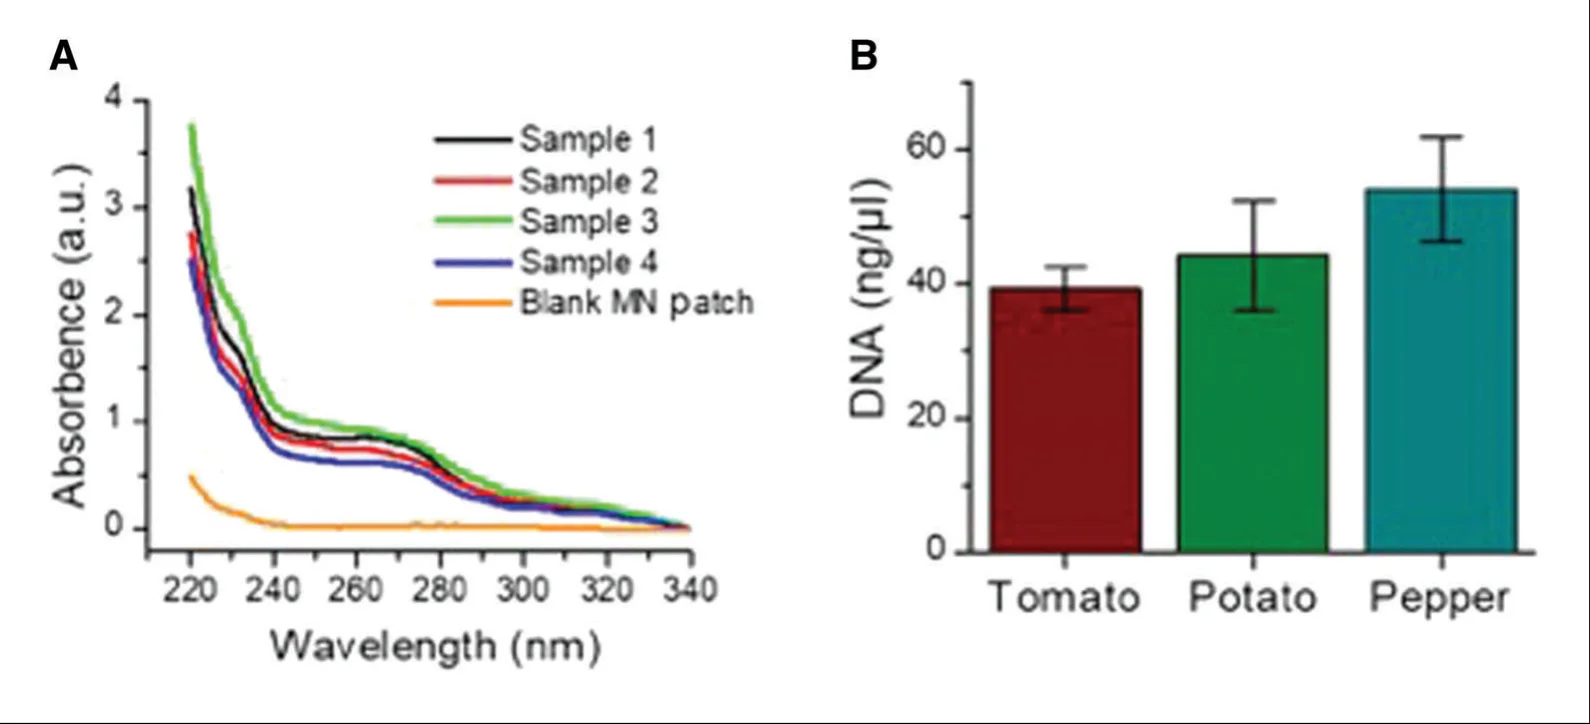 A
4
3
2
1
0
Absorbence (a.u.)
Sample 1
Sample 2
Sample 3
Sample 4
Blank MN patch
220 240 260 280 300 320 340
Wavelength (nm)
B
60
40
20
0
DNA (ng/µl)
Tomato Potato Pepper